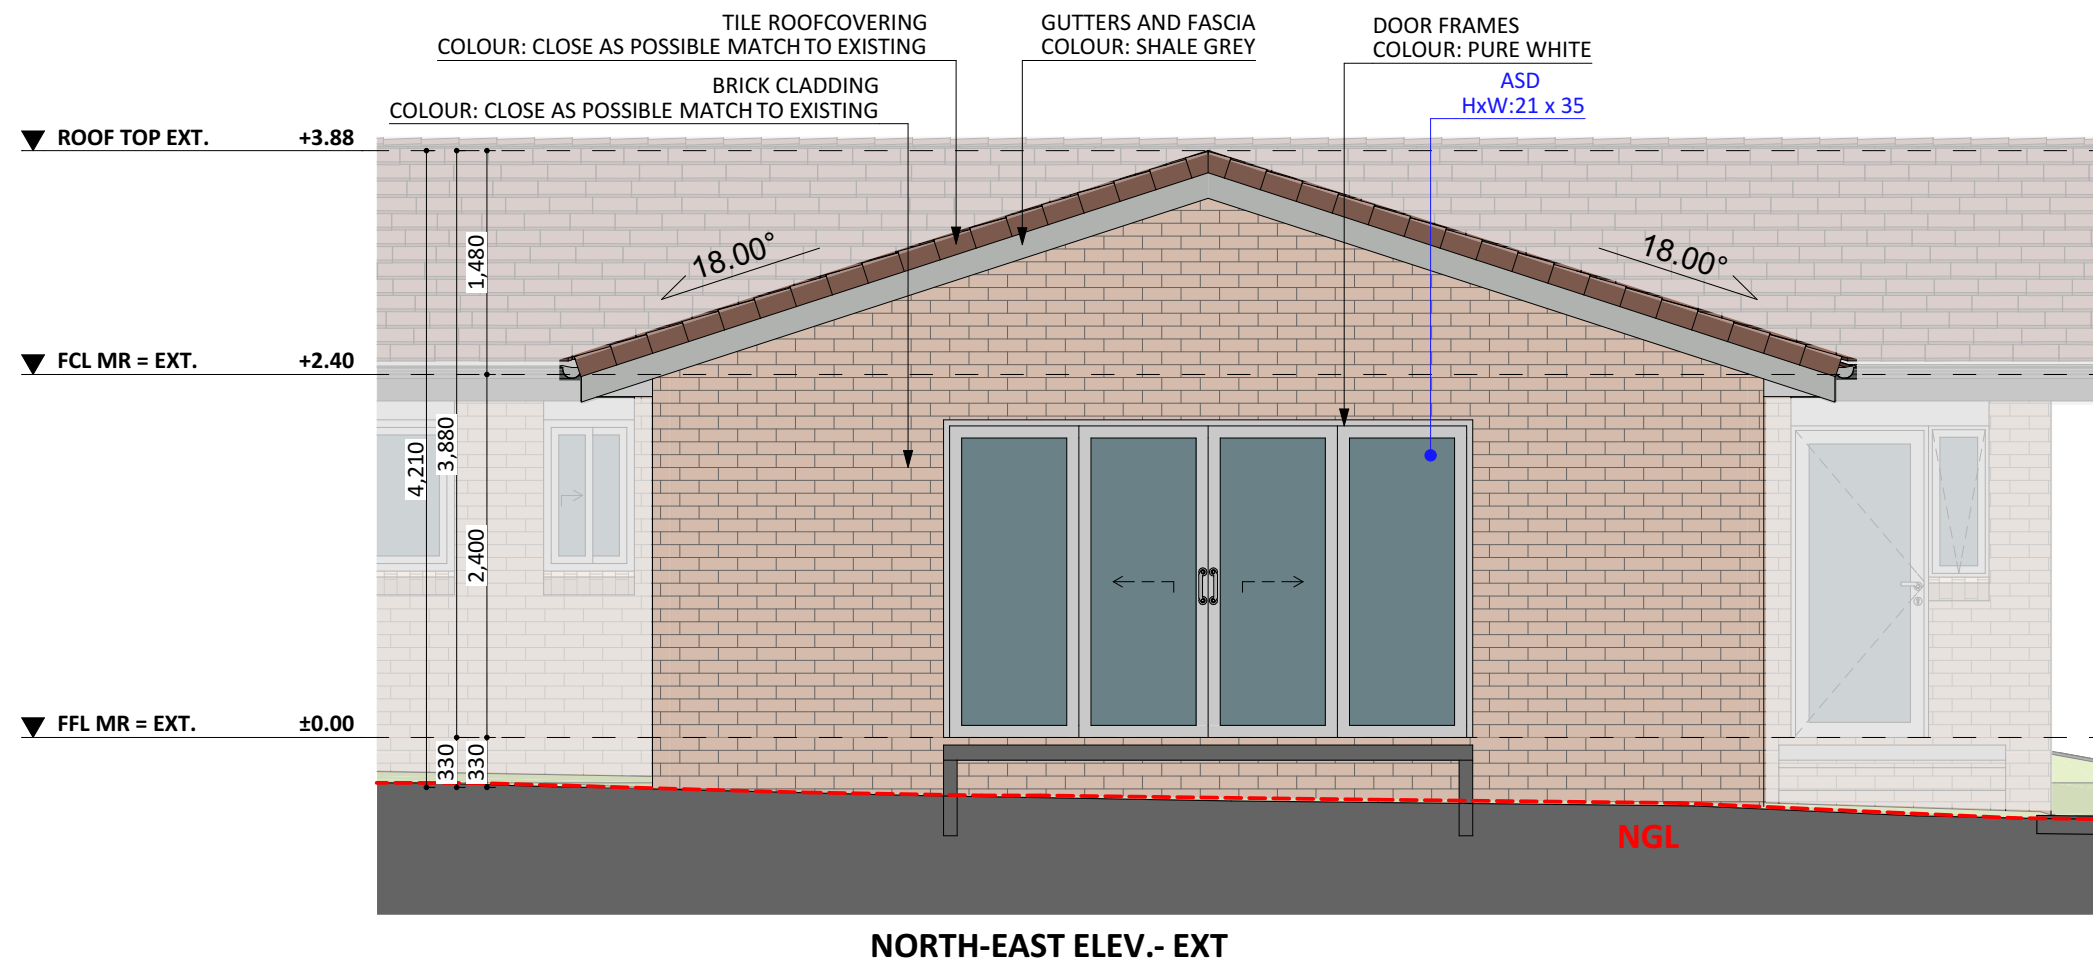 TILE ROOFCOVERING
COLOUR: CLOSE AS POSSIBLE MATCH TO EXISTING
GUTTERS AND FASCIA
COLOUR: SHALE GREY
DOOR FRAMES
COLOUR: PURE WHITE
BRICK CLADDING
COLOUR: CLOSE AS POSSIBLE MATCH TO EXISTING
ASD
HxW:21 x 35
ROOF TOP EXT. +3.88
18.00°
18.00°
1,480
FCL MR = EXT. +2.40
4,210
3,880
2,400
FFL MR = EXT. ±0.00
330
330
NGL
NORTH-EAST ELEV.- EXT